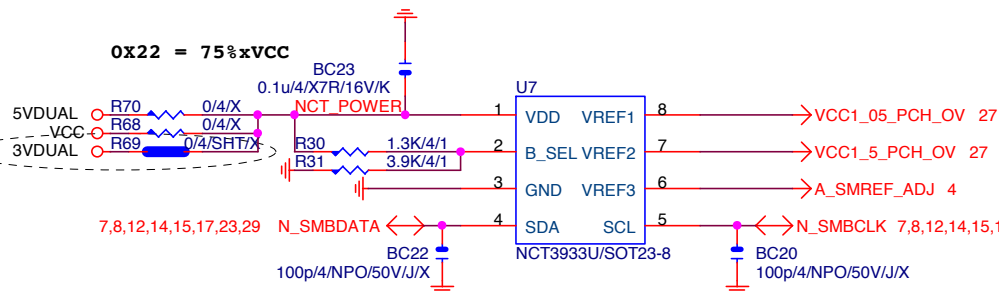 0X22 = 75%xVCC
BC23
0.1u/4/X7R/16V/K
U7
5VDUAL R70 0/4/X NCT_POWER 1 VDD VREF1 8 VCC1_05_PCH_OV 27
VCC R68 0/4/X
3VDUAL R69 0/4/SHT/X R30 1.3K/4/1 2 B_SEL VREF2 7 VCC1_5_PCH_OV 27
R31 3.9K/4/1
3 GND VREF3 6 A_SMREF_ADJ 4
7,8,12,14,15,17,23,29 N_SMBDATA 4 SDA SCL 5 N_SMBCLK 7,8,12,14,15,1
BC22 NCT3933U/SOT23-8 BC20
100p/4/NPO/50V/J/X 100p/4/NPO/50V/J/X